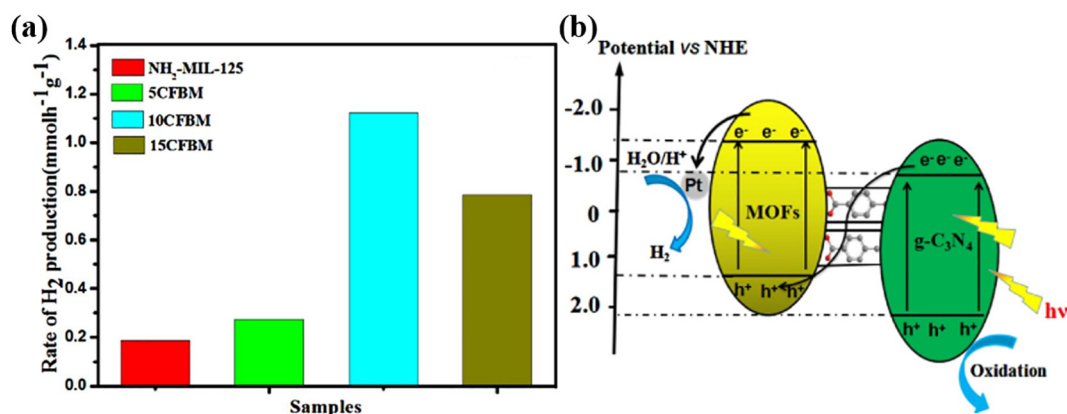 (a)
Rate of H₂ production(mmolh⁻¹g⁻¹)
1.4
1.2
1.0
0.8
0.6
0.4
0.2
0.0
NH₂-MIL-125
5CFBM
10CFBM
15CFBM
Samples
(b)
Potential vs NHE
-2.0
-1.0
0
1.0
2.0
H₂O/H⁺
Pt
H₂
e⁻ e⁻ e⁻
MOFs
h⁺ h⁺ h⁺
e⁻ e⁻ e⁻
g-C₃N₄
h⁺ h⁺ h⁺
hν
Oxidation